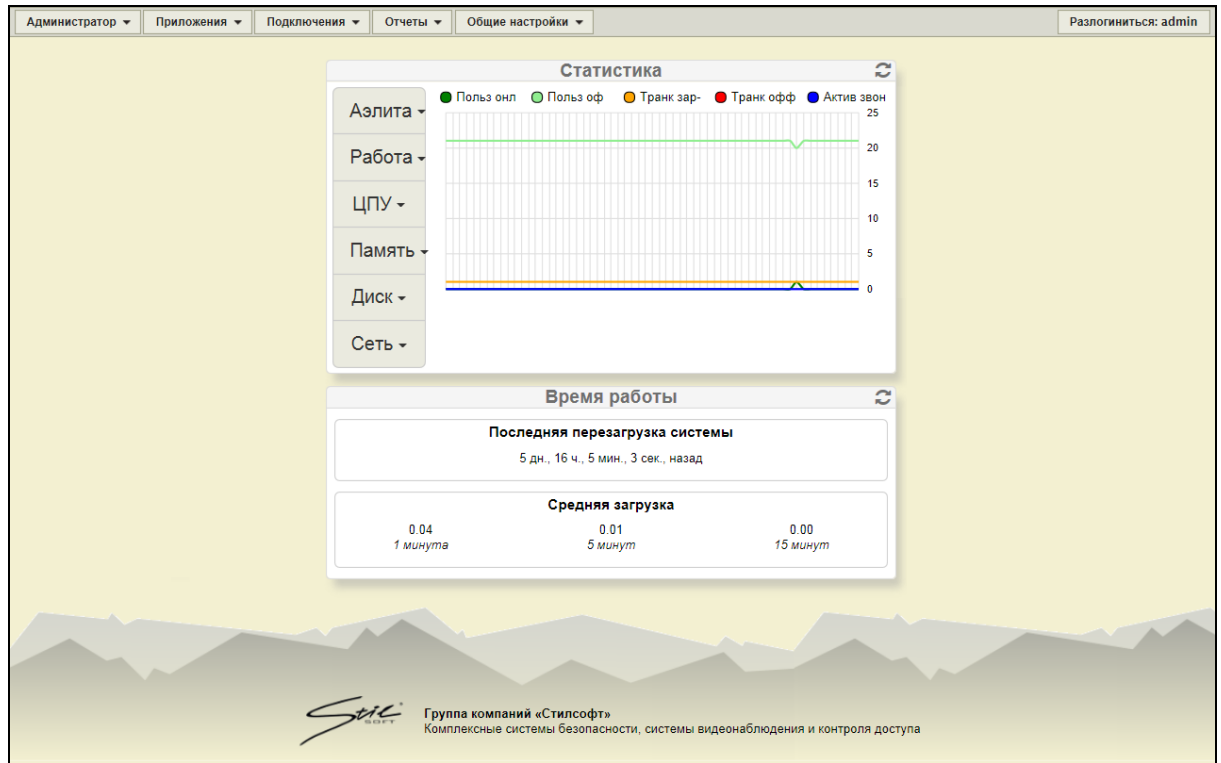 Администратор Приложения Подключения Отчеты Общие настройки Разлогиниться: admin
Статистика
Польз онл Польз оф Транк зар- Транк офф Актив звон
Аэлита
Работа
ЦПУ
Память
Диск
Сеть
25
20
15
10
5
0
Время работы
Последняя перезагрузка системы
5 дн., 16 ч., 5 мин., 3 сек., назад
Средняя загрузка
0.04 0.01 0.00
1 минута 5 минут 15 минут
Stil
SOFT
Группа компаний «Стилсофт»
Комплексные системы безопасности, системы видеонаблюдения и контроля доступа